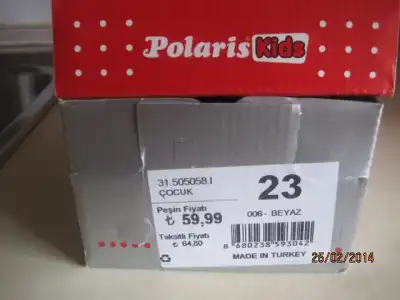 Polaris Kids
31.505058.I
ÇOCUK
23
Peşin Fiyatı
₺ 59,99
006- BEYAZ
Taksitli Fiyatı
₺ 64,80
8 680238 593042
MADE IN TURKEY
26/02/2014